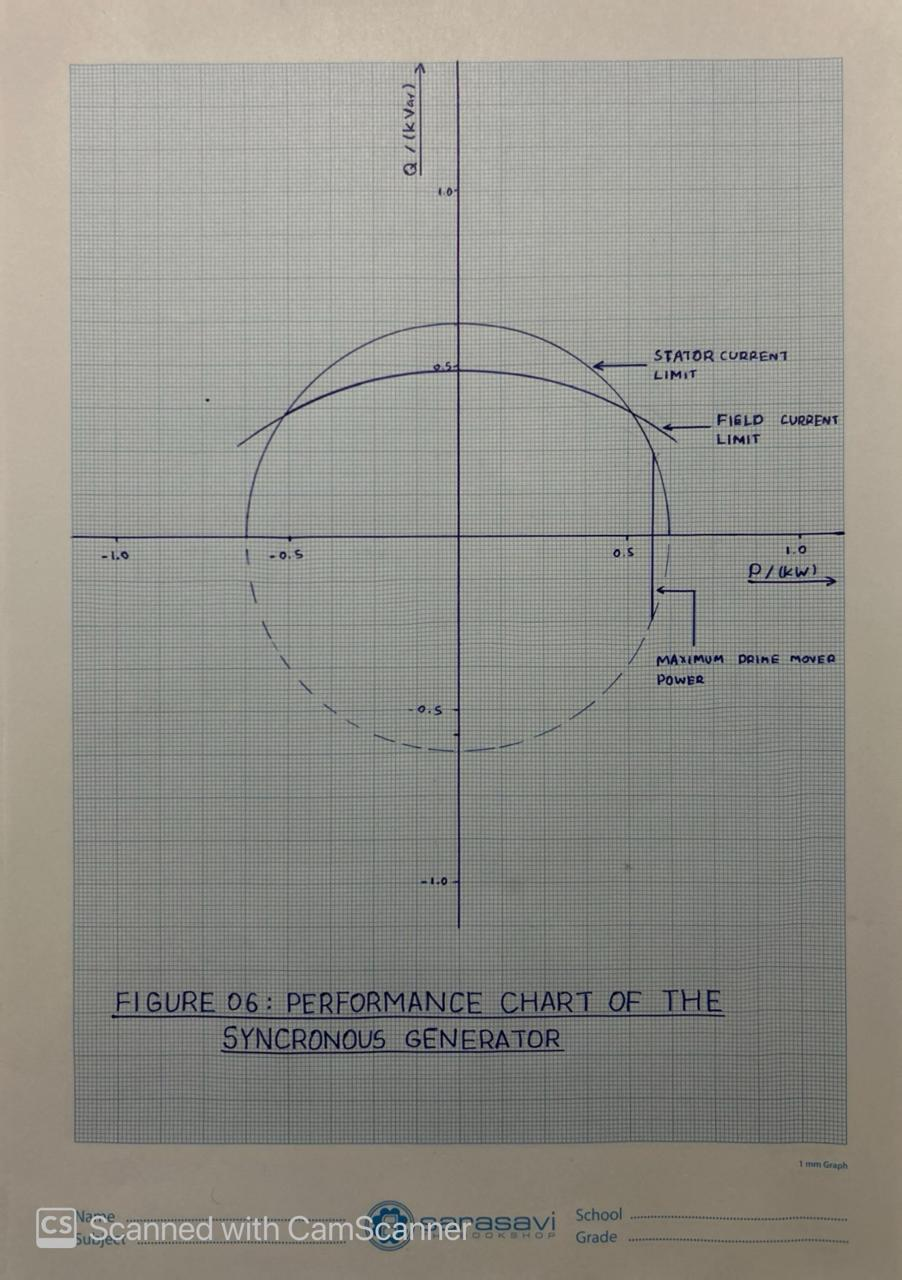 Q / (kVar)
1.0
STATOR CURRENT
LIMIT
0.5
FIELD CURRENT
LIMIT
-1.0
-0.5
0.5
1.0
P / (kW)
MAXIMUM PRIME MOVER
POWER
-0.5
-1.0
FIGURE 06: PERFORMANCE CHART OF THE
SYNCRONOUS GENERATOR
1 mm Graph
Name
sarasavi
BOOKSHOP
School
CS Scanned with CamScanner
Subject
Grade